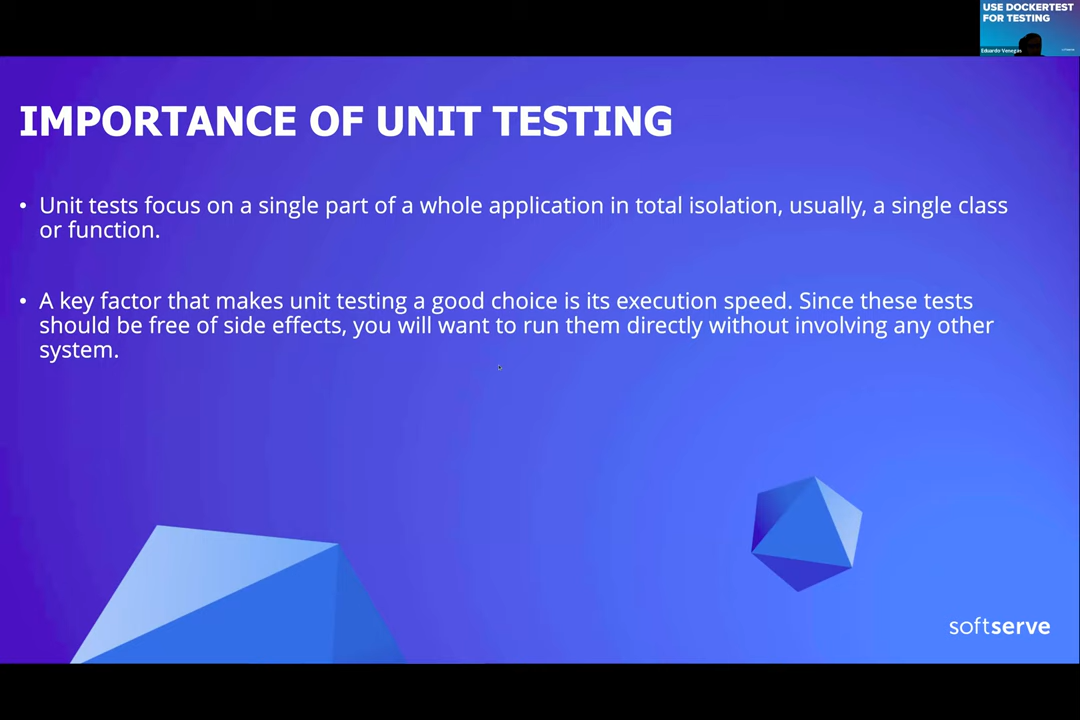 USE DOCKERTEST
FOR TESTING
Eduardo Venegas
IMPORTANCE OF UNIT TESTING
• Unit tests focus on a single part of a whole application in total isolation, usually, a single class
or function.
• A key factor that makes unit testing a good choice is its execution speed. Since these tests
should be free of side effects, you will want to run them directly without involving any other
system.
softserve